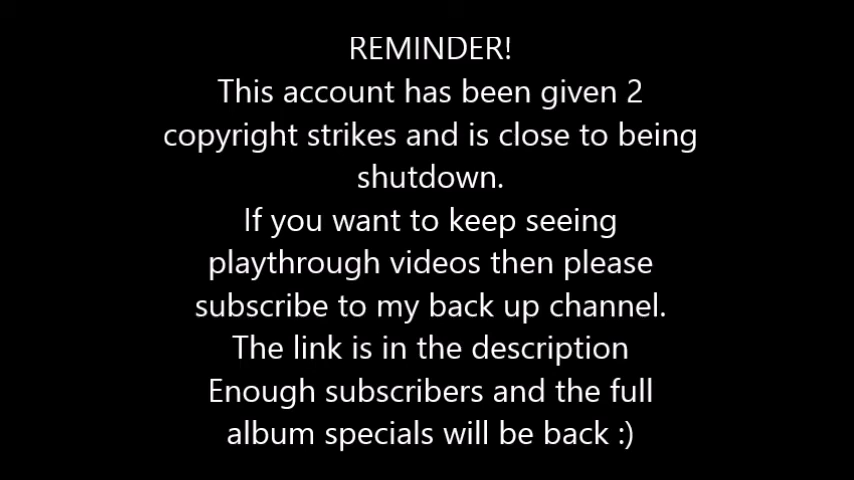 REMINDER!
This account has been given 2
copyright strikes and is close to being
shutdown.
If you want to keep seeing
playthrough videos then please
subscribe to my back up channel.
The link is in the description
Enough subscribers and the full
album specials will be back :)